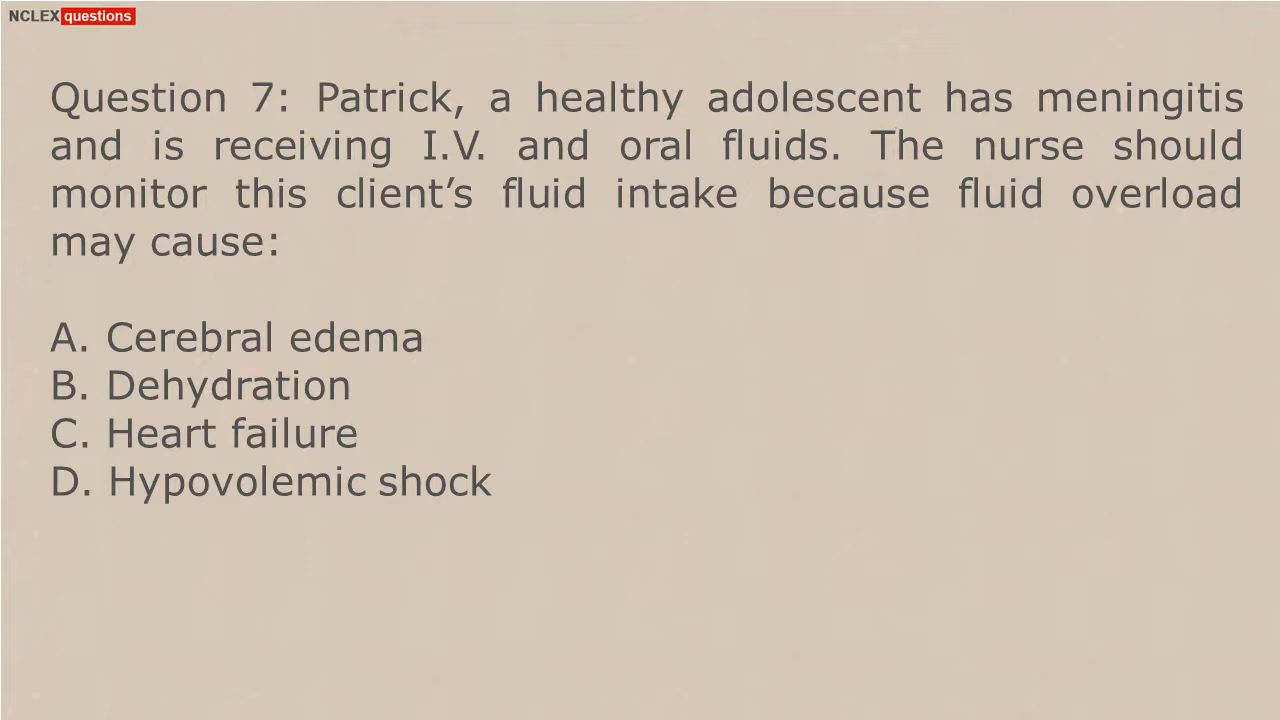 NCLEX questions
Question 7: Patrick, a healthy adolescent has meningitis
and is receiving I.V. and oral fluids. The nurse should
monitor this client’s fluid intake because fluid overload
may cause:
A. Cerebral edema
B. Dehydration
C. Heart failure
D. Hypovolemic shock